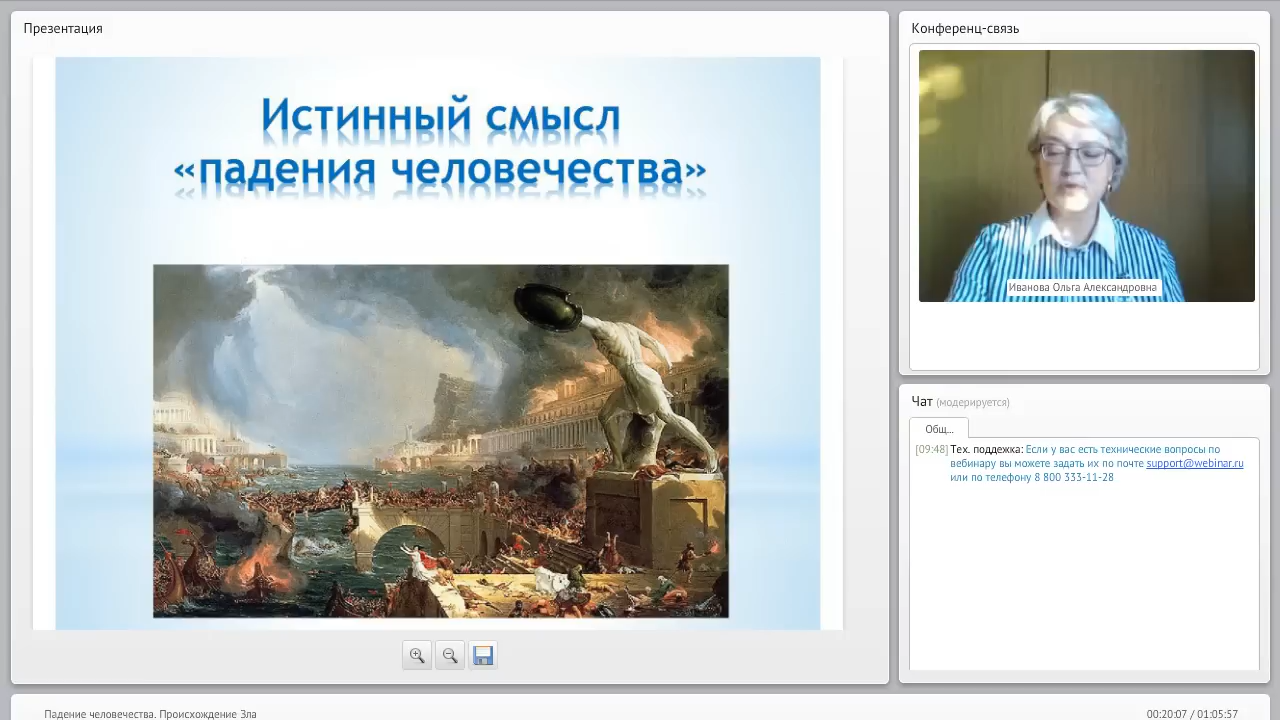 Презентация
Истинный смысл
«падения человечества»
Конференц-связь
Иванова Ольга Александровна
Чат (модерируется)
Общ...
[09:48] Тех. поддежка: Если у вас есть технические вопросы по
вебинару вы можете задать их по почте support@webinar.ru
или по телефону 8 800 333-11-28
Падение человечества. Происхождение Зла
00:20:07 / 01:05:57